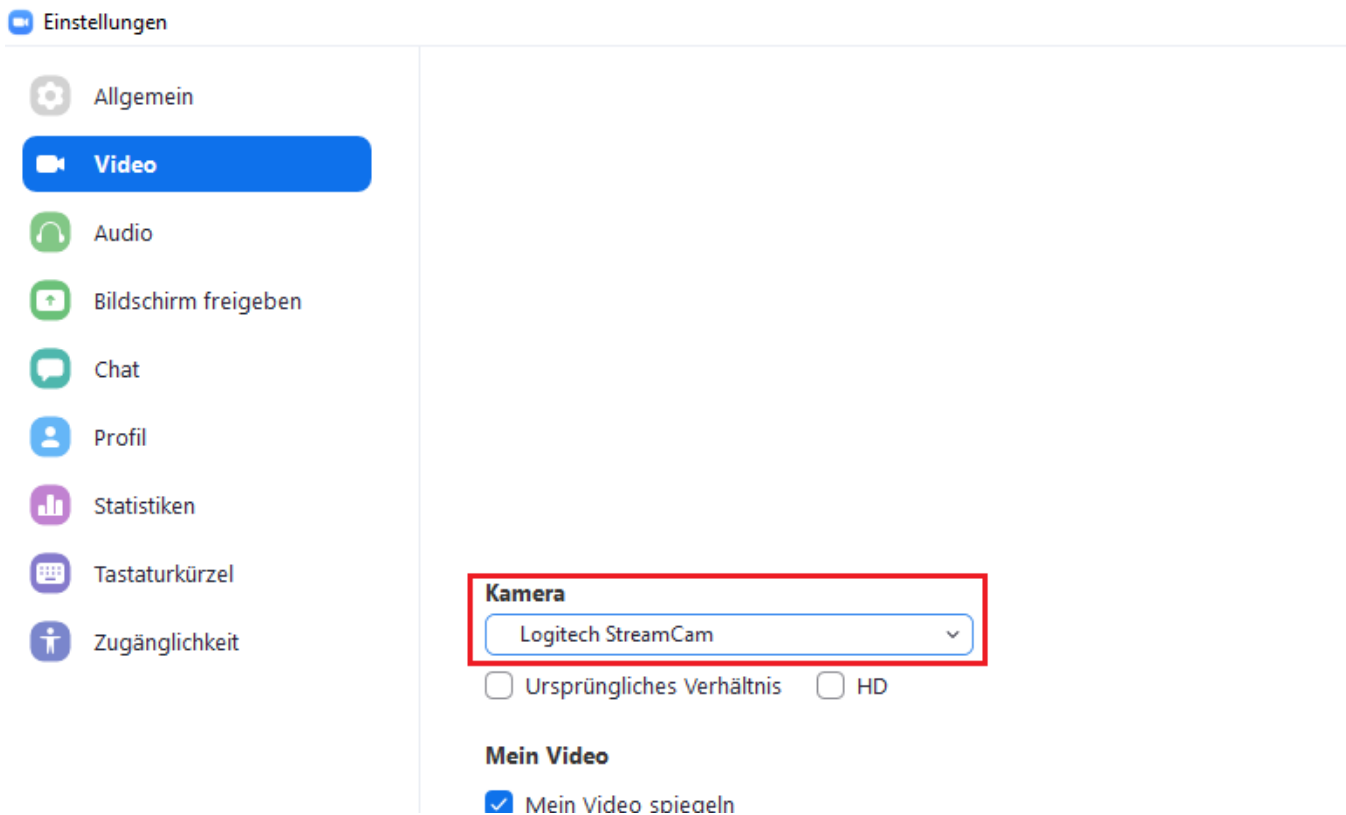 Einstellungen
Allgemein
Video
Audio
Bildschirm freigeben
Chat
Profil
Statistiken
Tastaturkürzel
Zugänglichkeit
Kamera
Logitech StreamCam
Ursprüngliches Verhältnis HD
Mein Video
Mein Video spiegeln